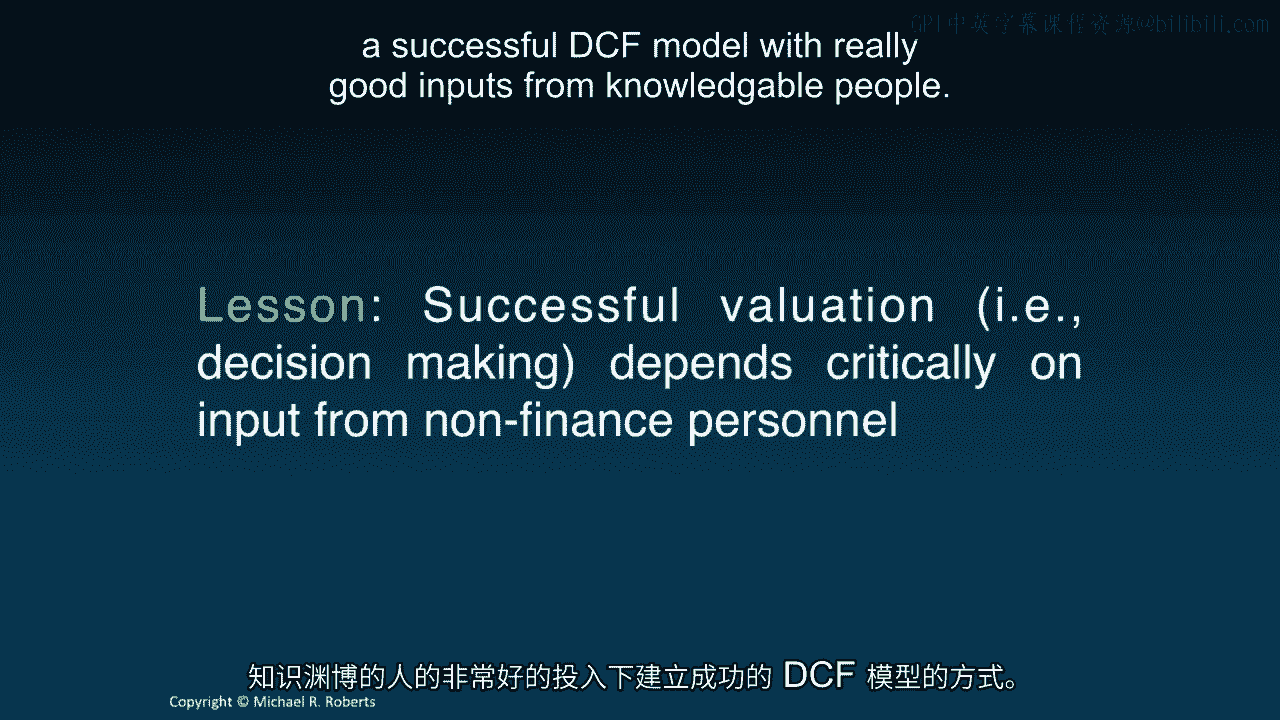 GPT中英字幕课程资源@bilibili.com
a successful DCF model with really
good inputs from knowledgable people.
Lesson: Successful valuation (i.e.,
decision making) depends critically on
input from non-finance personnel
知识渊博的人的非常好的投入下建立成功的 DCF 模型的方式。
Copyright © Michael R. Roberts